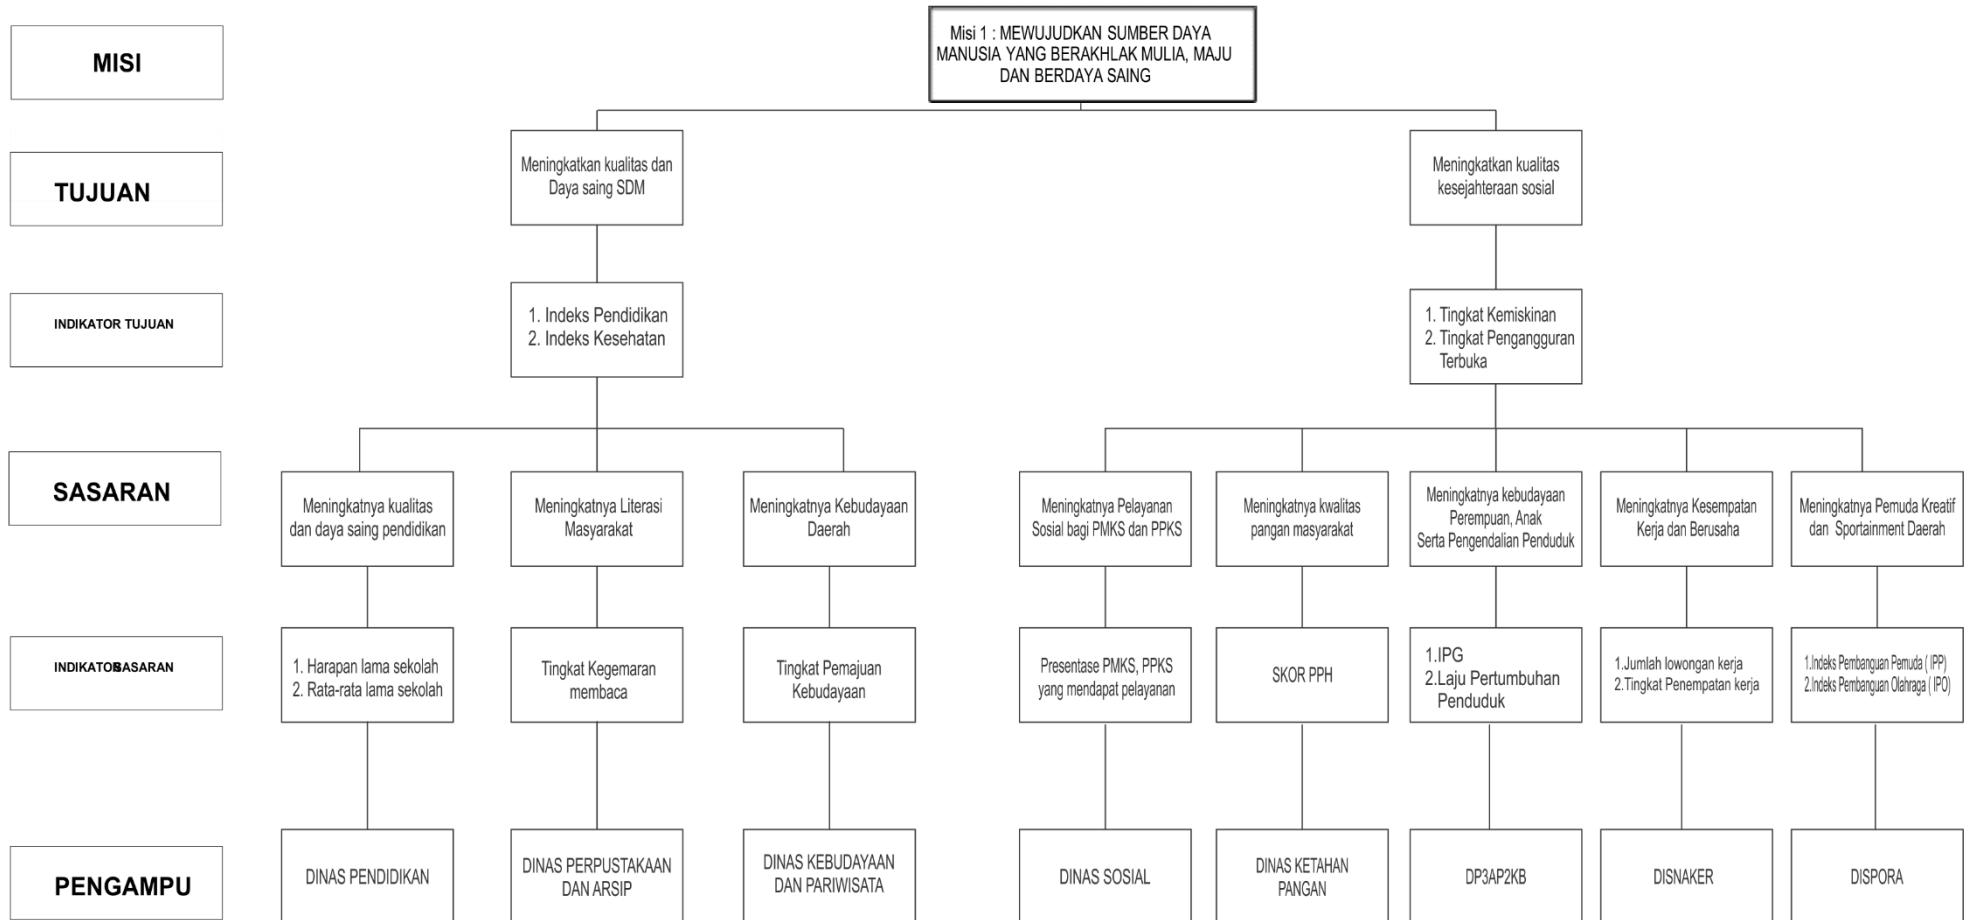 MISI
Misi 1 : MEWUJUDKAN SUMBER DAYA
MANUSIA YANG BERAKHLAK MULIA, MAJU
DAN BERDAYA SAING
TUJUAN
Meningkatkan kualitas dan
Daya saing SDM
Meningkatkan kualitas
kesejahteraan sosial
INDIKATOR TUJUAN
1. Indeks Pendidikan
2. Indeks Kesehatan
1. Tingkat Kemiskinan
2. Tingkat Pengangguran
Terbuka
SASARAN
Meningkatnya kualitas
dan daya saing pendidikan
Meningkatnya Literasi
Masyarakat
Meningkatnya Kebudayaan
Daerah
Meningkatnya Pelayanan
Sosial bagi PMKS dan PPKS
Meningkatnya kwalitas
pangan masyarakat
Meningkatnya kebudayaan
Perempuan, Anak
Serta Pengendalian Penduduk
Meningkatnya Kesempatan
Kerja dan Berusaha
Meningkatnya Pemuda Kreatif
dan Sportainment Daerah
INDIKATOR SASARAN
1. Harapan lama sekolah
2. Rata-rata lama sekolah
Tingkat Kegemaran
membaca
Tingkat Pemajuan
Kebudayaan
Presentase PMKS, PPKS
yang mendapat pelayanan
SKOR PPH
1.IPG
2.Laju Pertumbuhan
Penduduk
1.Jumlah lowongan kerja
2.Tingkat Penempatan kerja
1.Indeks Pembanguan Pemuda ( IPP)
2.Indeks Pembanguan Olahraga ( IPO)
PENGAMPU
DINAS PENDIDIKAN
DINAS PERPUSTAKAAN
DAN ARSIP
DINAS KEBUDAYAAN
DAN PARIWISATA
DINAS SOSIAL
DINAS KETAHAN
PANGAN
DP3AP2KB
DISNAKER
DISPORA